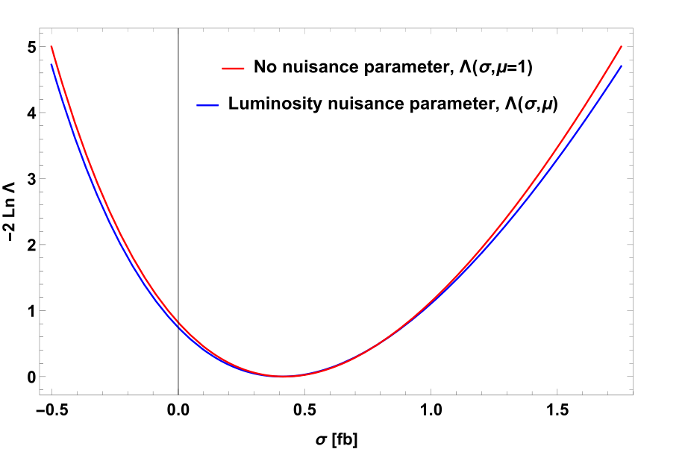 No nuisance parameter, Λ(σ,μ=1)
Luminosity nuisance parameter, Λ(σ,μ)
−2 Ln Λ
5
4
3
2
1
0
−0.5 0.0 0.5 1.0 1.5
σ [fb]